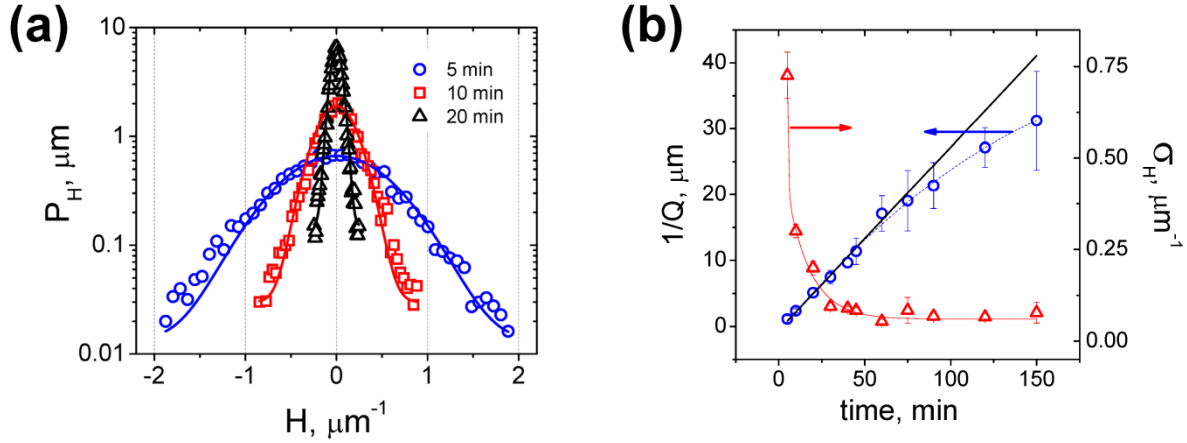 (a)
10
1
0.1
0.01
P_H, μm
5 min
10 min
20 min
-2 -1 0 1 2
H, μm⁻¹
(b)
40
30
20
10
0
1/Q, μm
0.75
0.50
0.25
0.00
σ_H, μm⁻¹
0 50 100 150
time, min